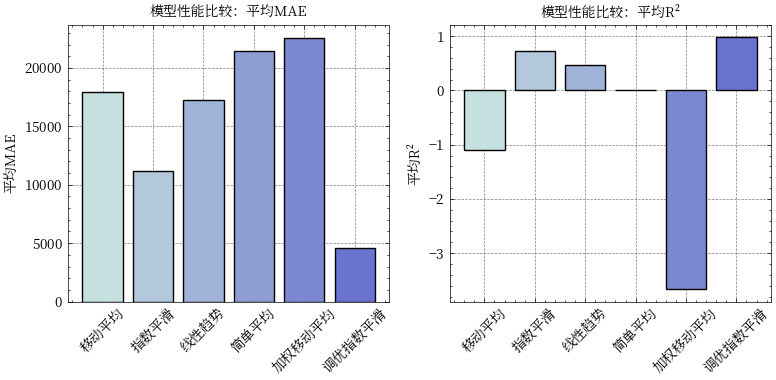 模型性能比较：平均MAE
平均MAE
20000
15000
10000
5000
0
移动平均
指数平滑
线性趋势
简单平均
加权移动平均
调优指数平滑
模型性能比较：平均R²
平均R²
1
0
−1
−2
−3
移动平均
指数平滑
线性趋势
简单平均
加权移动平均
调优指数平滑